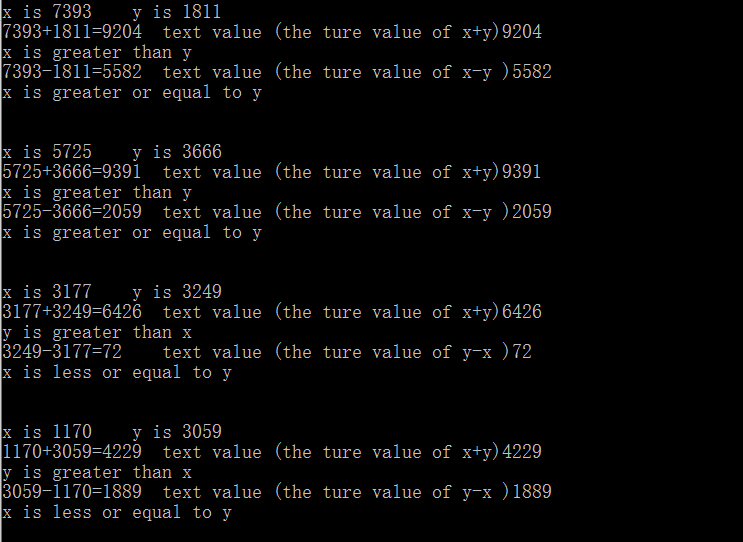 x is 7393    y is 1811
7393+1811=9204  text value (the ture value of x+y)9204
x is greater than y
7393-1811=5582  text value (the ture value of x-y )5582
x is greater or equal to y
x is 5725    y is 3666
5725+3666=9391  text value (the ture value of x+y)9391
x is greater than y
5725-3666=2059  text value (the ture value of x-y )2059
x is greater or equal to y
x is 3177    y is 3249
3177+3249=6426  text value (the ture value of x+y)6426
y is greater than x
3249-3177=72    text value (the ture value of y-x )72
x is less or equal to y
x is 1170    y is 3059
1170+3059=4229  text value (the ture value of x+y)4229
y is greater than x
3059-1170=1889  text value (the ture value of y-x )1889
x is less or equal to y